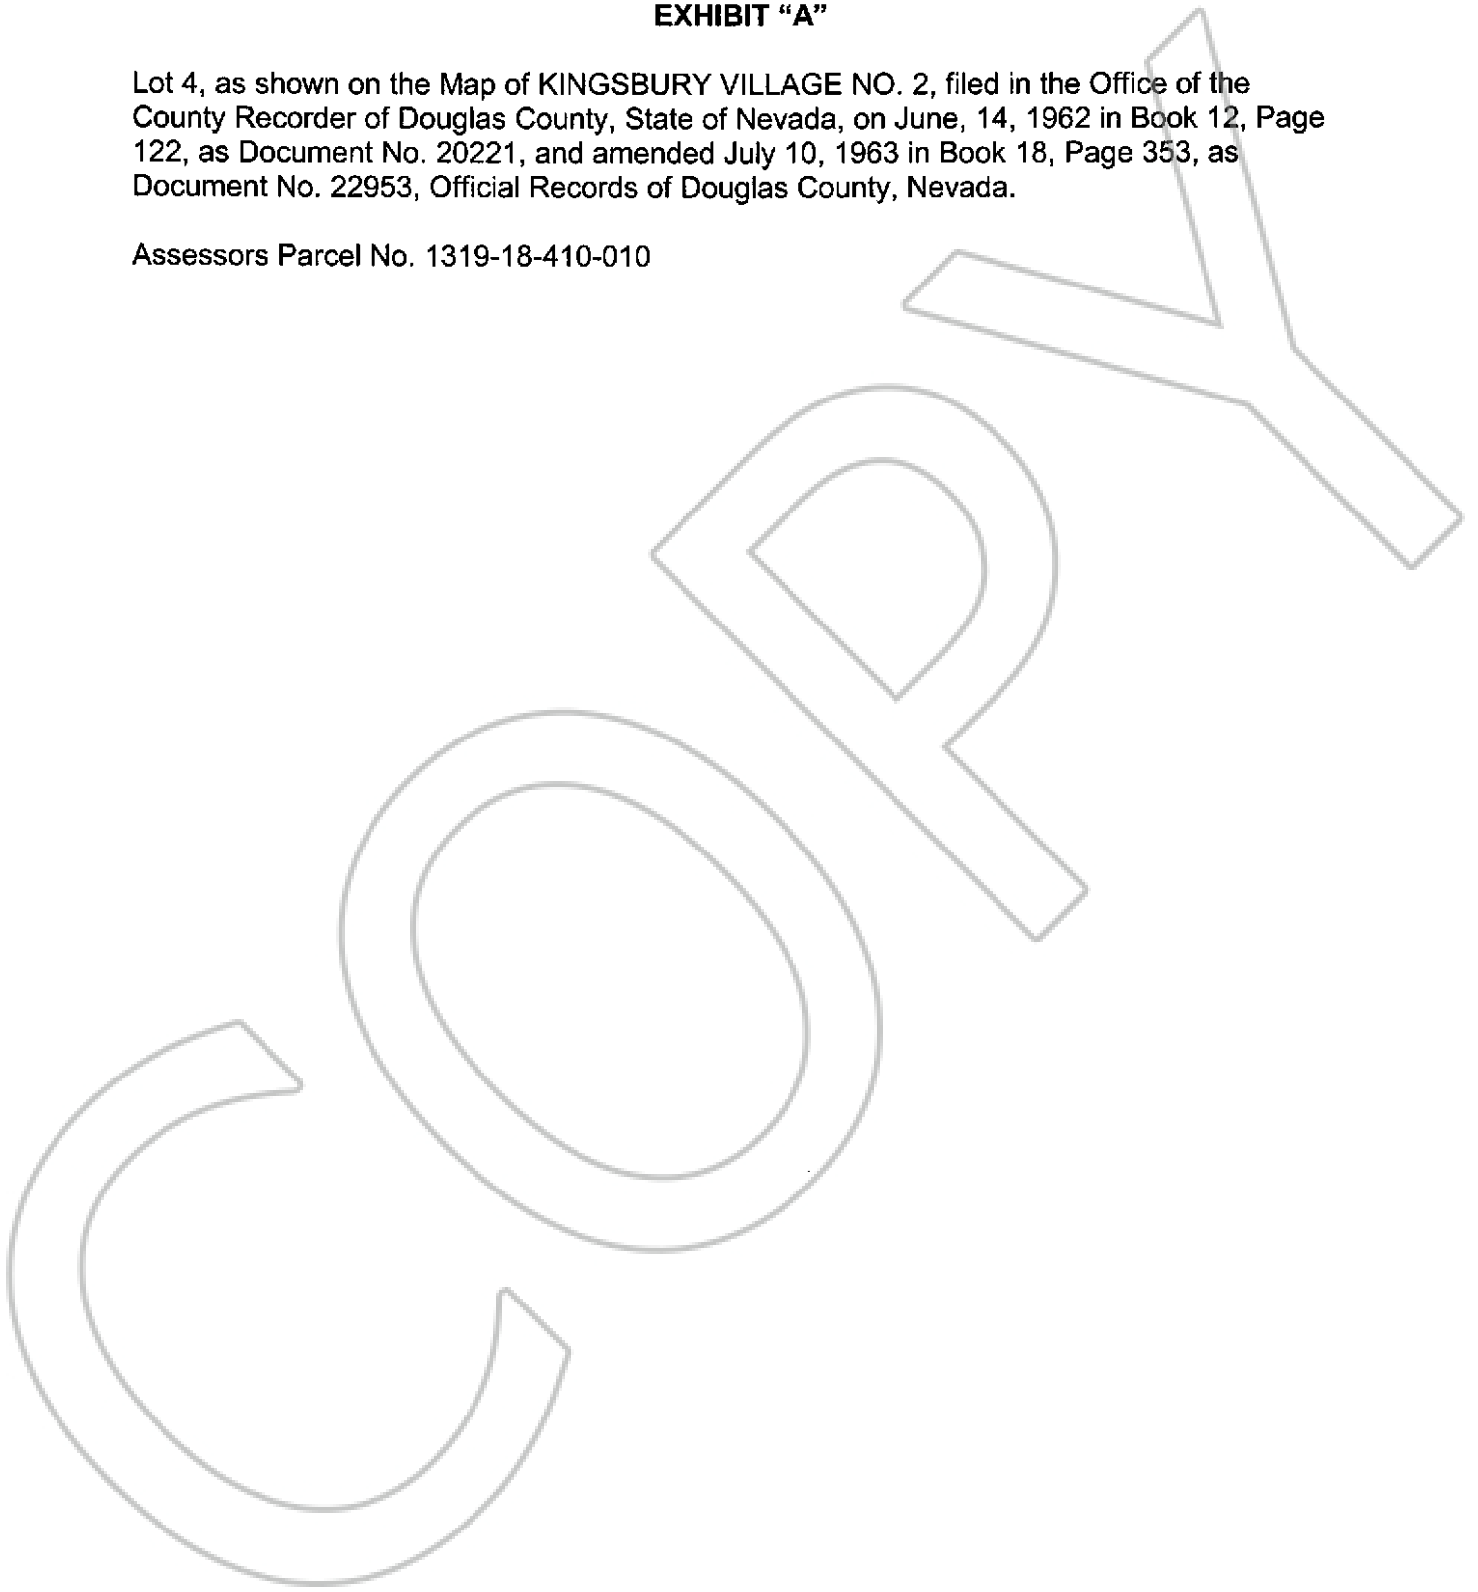 EXHIBIT “A”
Lot 4, as shown on the Map of KINGSBURY VILLAGE NO. 2, filed in the Office of the
County Recorder of Douglas County, State of Nevada, on June, 14, 1962 in Book 12, Page
122, as Document No. 20221, and amended July 10, 1963 in Book 18, Page 353, as
Document No. 22953, Official Records of Douglas County, Nevada.
Assessors Parcel No. 1319-18-410-010
COPY